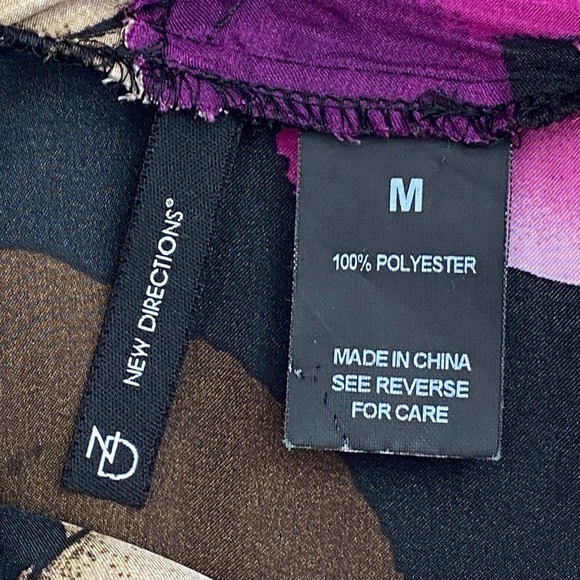 NEW DIRECTIONS®
ND
M
100% POLYESTER
MADE IN CHINA
SEE REVERSE
FOR CARE